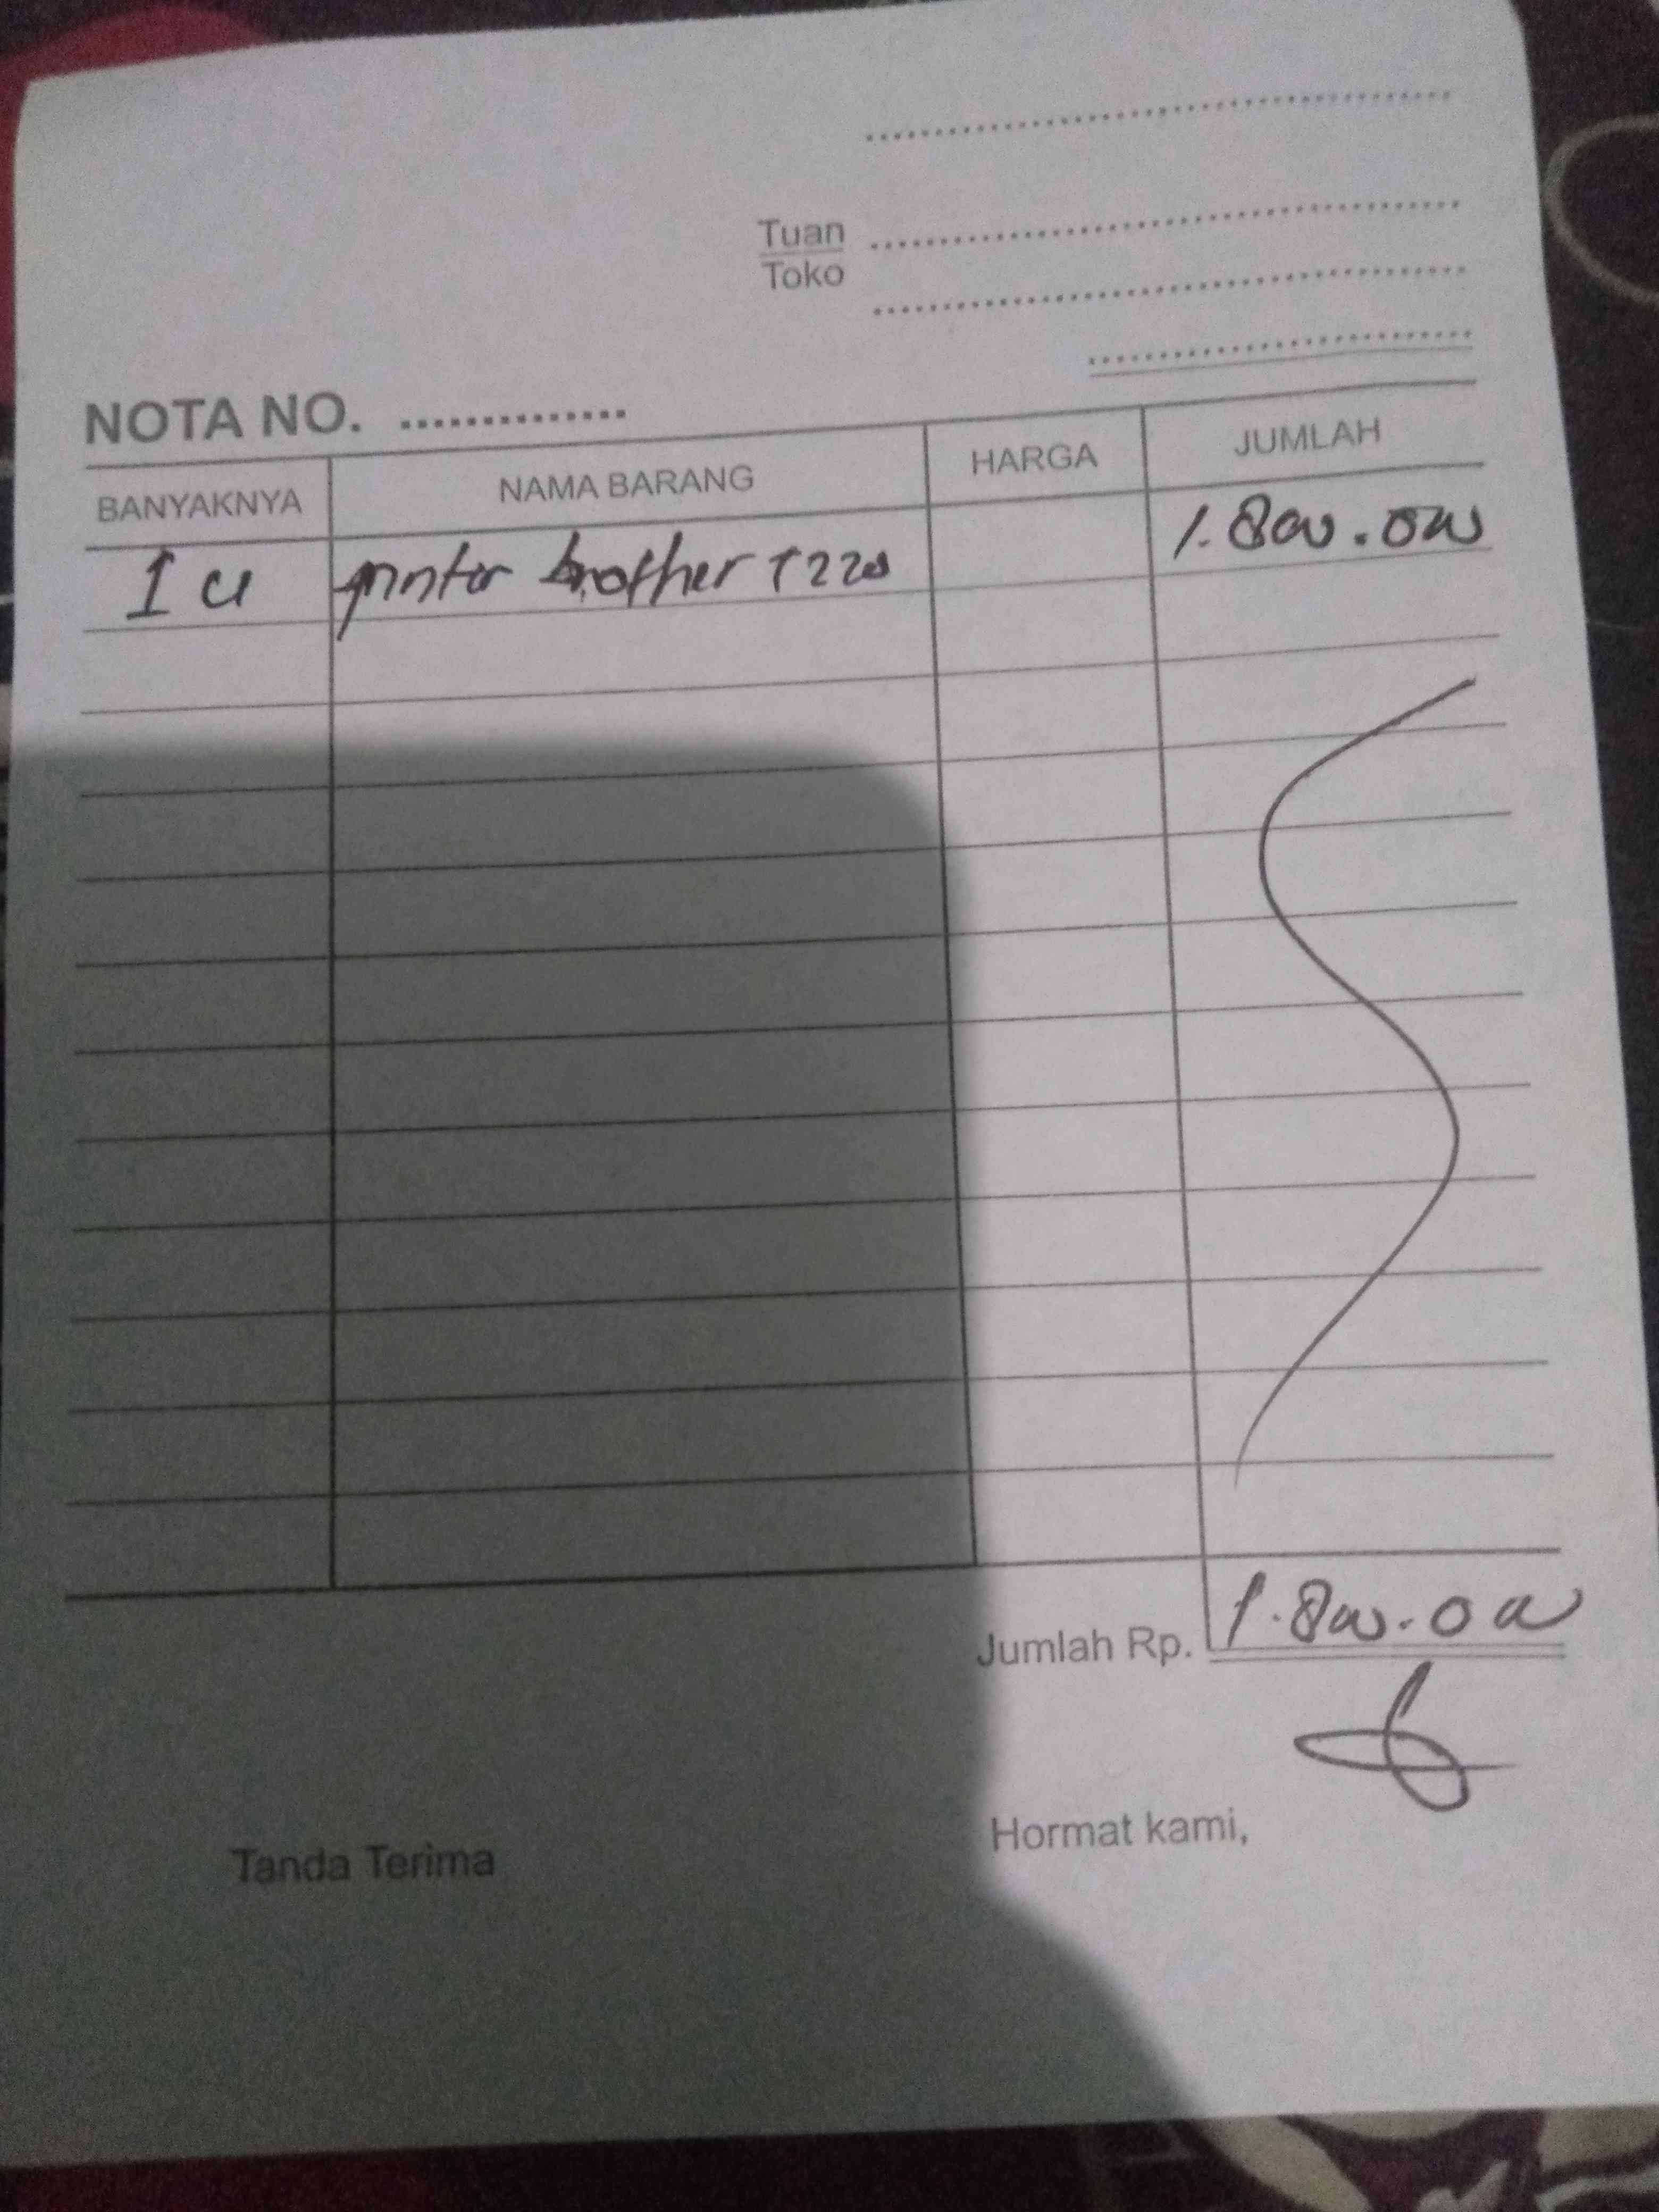 Tuan
Toko
NOTA NO. ...............
BANYAKNYA NAMA BARANG HARGA JUMLAH
1 u printer brother T220 1.800.000
Jumlah Rp. 1.800.000
Tanda Terima Hormat kami,